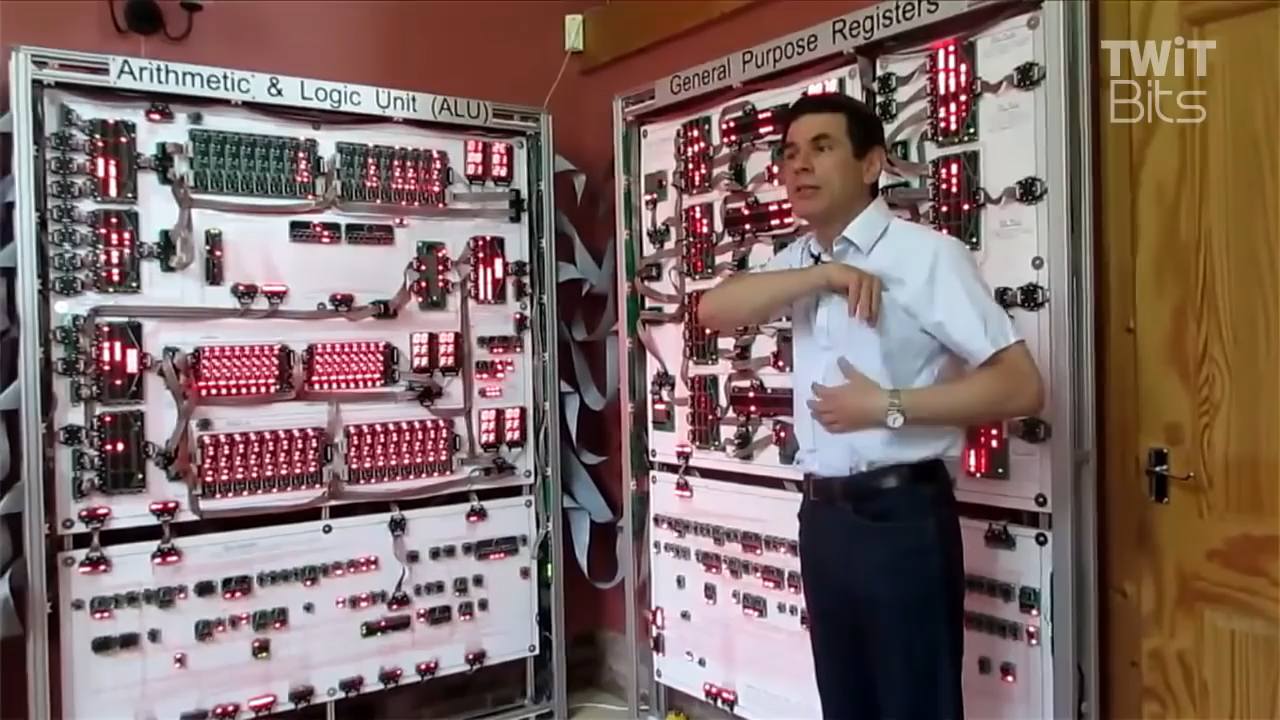 Arithmetic & Logic Unit (ALU)
General Purpose Registers
TWiT
Bits